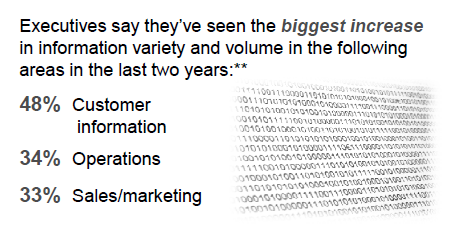 Executives say they've seen the biggest increase
in information variety and volume in the following
areas in the last two years:**
48% Customer
information
34% Operations
33% Sales/marketing